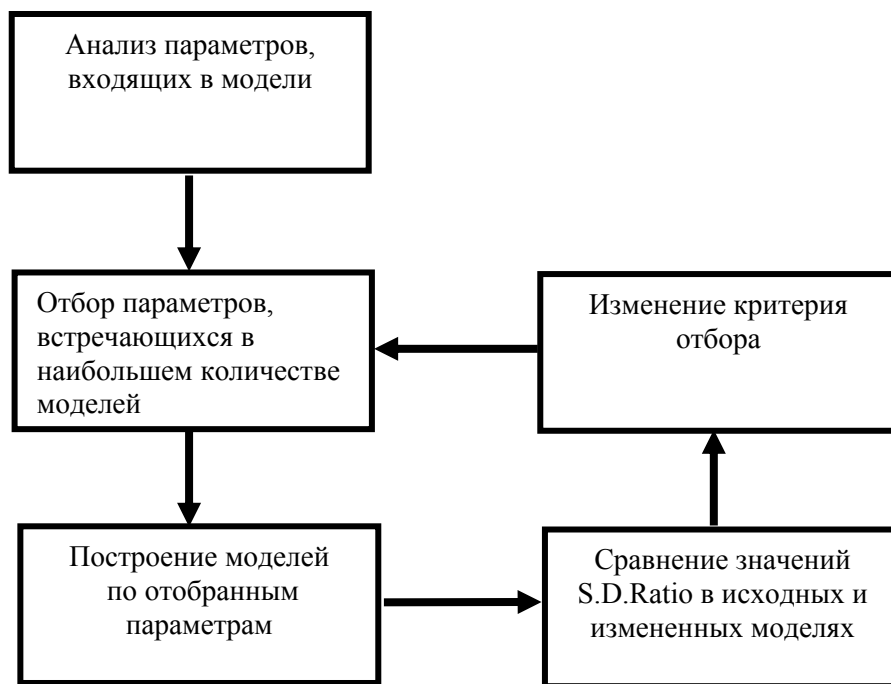 Анализ параметров,
входящих в модели
Отбор параметров,
встречающихся в
наибольшем количестве
моделей
Изменение критерия
отбора
Построение моделей
по отобранным
параметрам
Сравнение значений
S.D.Ratio в исходных и
измененных моделях